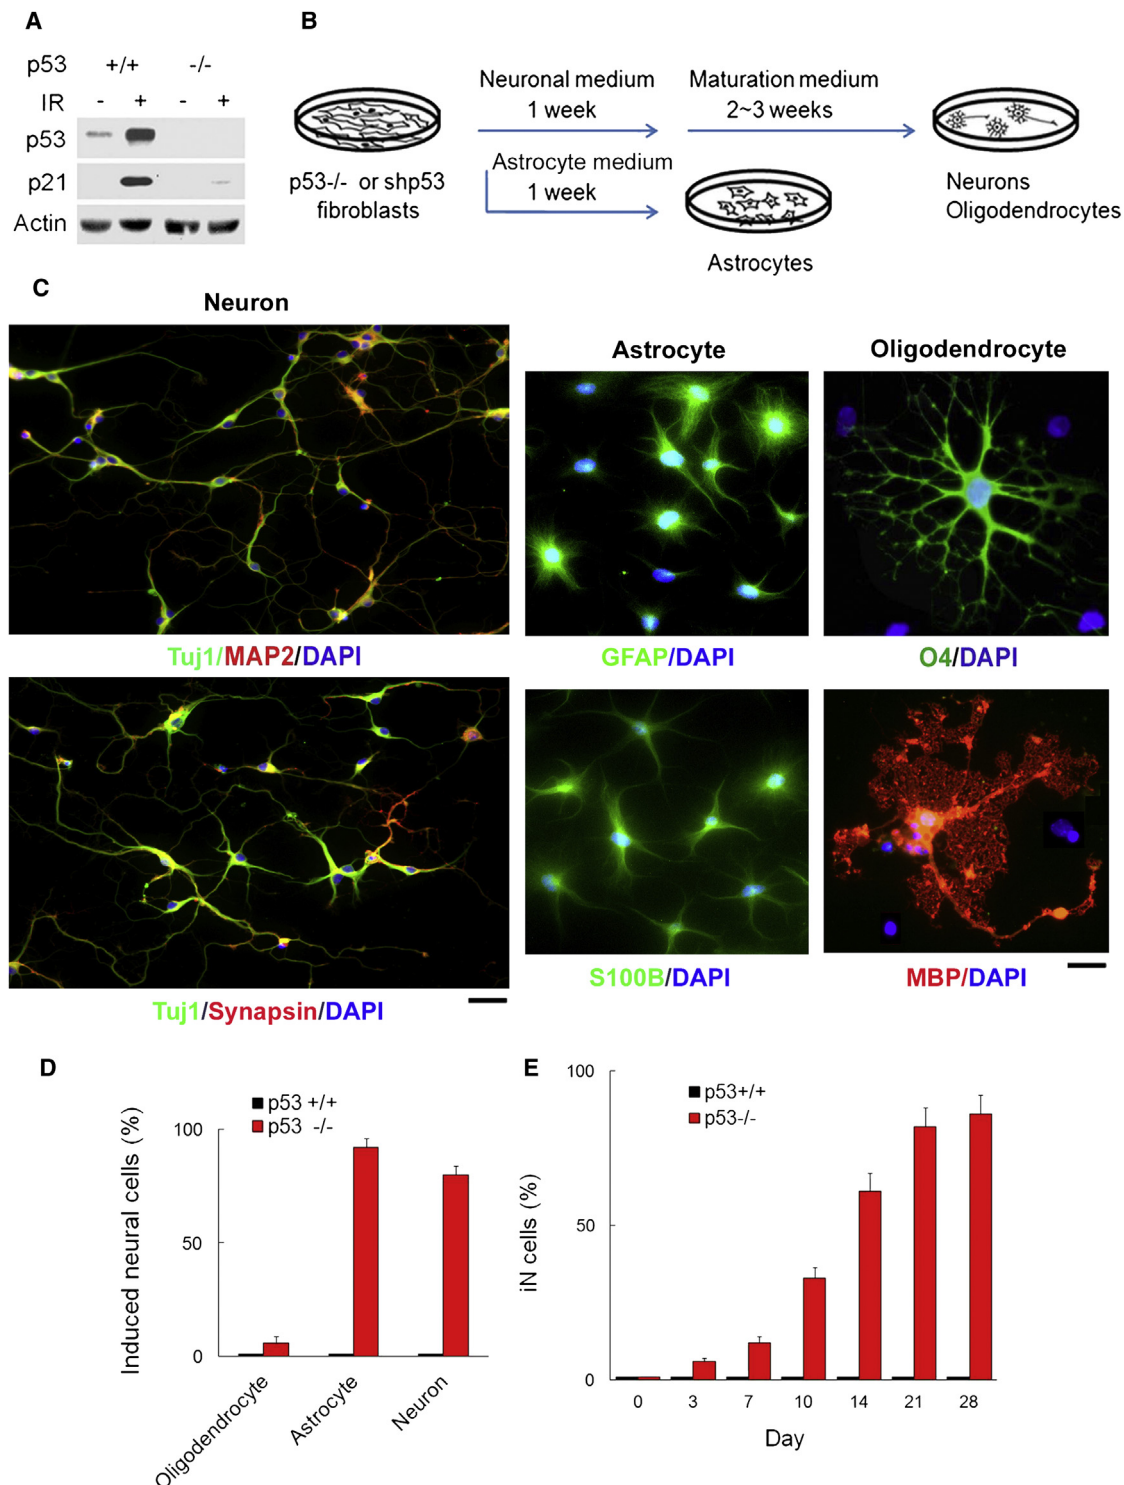 A
p53 +/+ -/-
IR - + - +
p53
p21
Actin
B
Neuronal medium
1 week
Maturation medium
2~3 weeks
Astrocyte medium
1 week
p53-/- or shp53
fibroblasts
Astrocytes
Neurons
Oligodendrocytes
C
Neuron
Astrocyte
Oligodendrocyte
Tuj1/MAP2/DAPI
GFAP/DAPI
O4/DAPI
Tuj1/Synapsin/DAPI
S100B/DAPI
MBP/DAPI
D
Induced neural cells (%)
p53 +/+
p53 -/-
100
50
0
Oligodendrocyte
Astrocyte
Neuron
E
iN cells (%)
p53+/+
p53-/-
100
50
0
0 3 7 10 14 21 28
Day